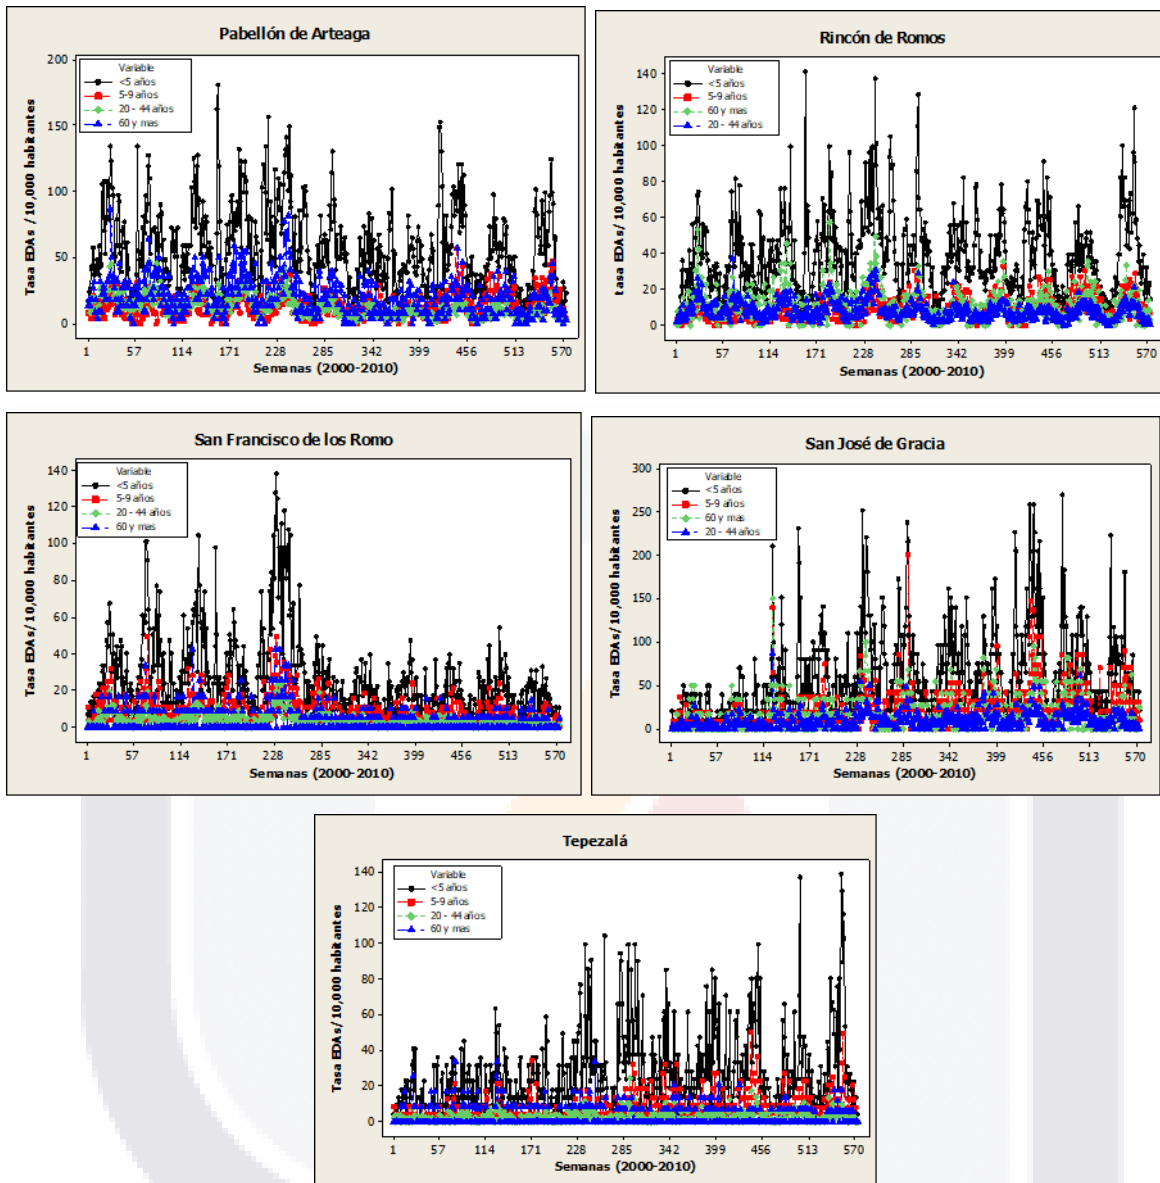 Pabellón de Arteaga
Tasa EDAs / 10,000 habitantes
200
150
100
50
0
Variable
<5 años
5-9 años
20 - 44 años
60 y mas
1 57 114 171 228 285 342 399 456 513 570
Semanas (2000-2010)
Rincón de Romos
tasa EDAs/ 10,000 habitantes
140
120
100
80
60
40
20
0
Variable
<5 años
5-9 años
60 y mas
20 - 44 años
1 57 114 171 228 285 342 399 456 513 570
Semanas (2000-2010)
San Francisco de los Romo
Tasa EDAs/10,000 habitantes
140
120
100
80
60
40
20
0
Variable
<5 años
5-9 años
20 - 44 años
60 y mas
1 57 114 171 228 285 342 399 456 513 570
Semanas (2000-2010)
San José de Gracia
Tasa EDAs/10,000 habitantes
300
250
200
150
100
50
0
Variable
<5 años
5-9 años
60 y mas
20 - 44 años
1 57 114 171 228 285 342 399 456 513 570
Semanas (2000-2010)
Tepezalá
Tasa EDAs/10,000 habitantes
140
120
100
80
60
40
20
0
Variable
<5 años
5-9 años
20 - 44 años
60 y mas
1 57 114 171 228 285 342 399 456 513 570
Semanas (2000-2010)